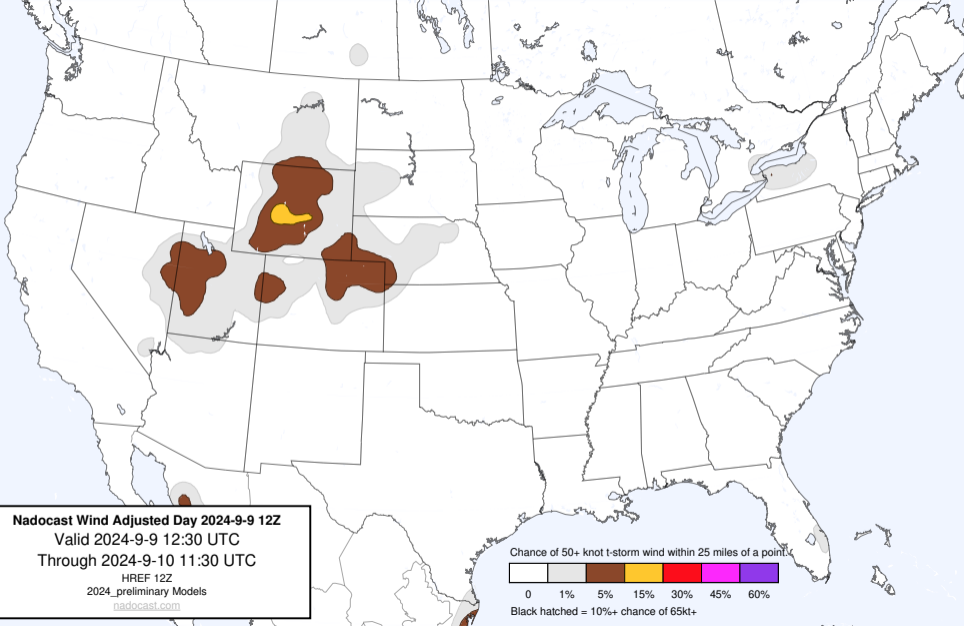 Nadocast Wind Adjusted Day 2024-9-9 12Z
Valid 2024-9-9 12:30 UTC
Through 2024-9-10 11:30 UTC
HREF 12Z
2024_preliminary Models
nadocast.com
Chance of 50+ knot t-storm wind within 25 miles of a point.
0 1% 5% 15% 30% 45% 60%
Black hatched = 10%+ chance of 65kt+